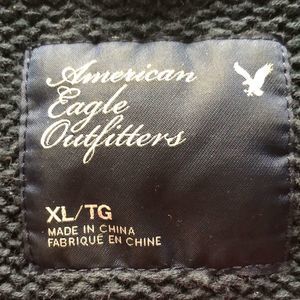 American
Eagle
Outfitters
XL/TG
MADE IN CHINA
FABRIQUÉ EN CHINE